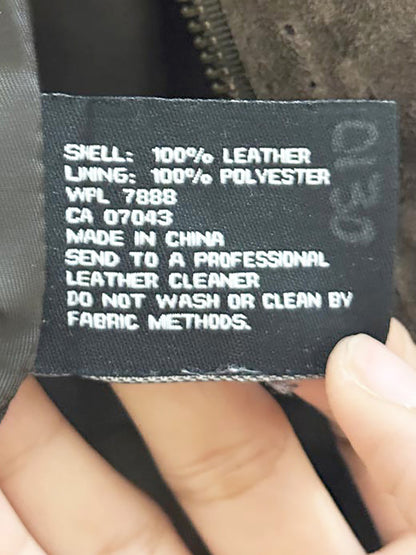 SHELL: 100% LEATHER
LINING: 100% POLYESTER
WPL 7888
CA 07043
MADE IN CHINA
SEND TO A PROFESSIONAL
LEATHER CLEANER
DO NOT WASH OR CLEAN BY
FABRIC METHODS.
0130